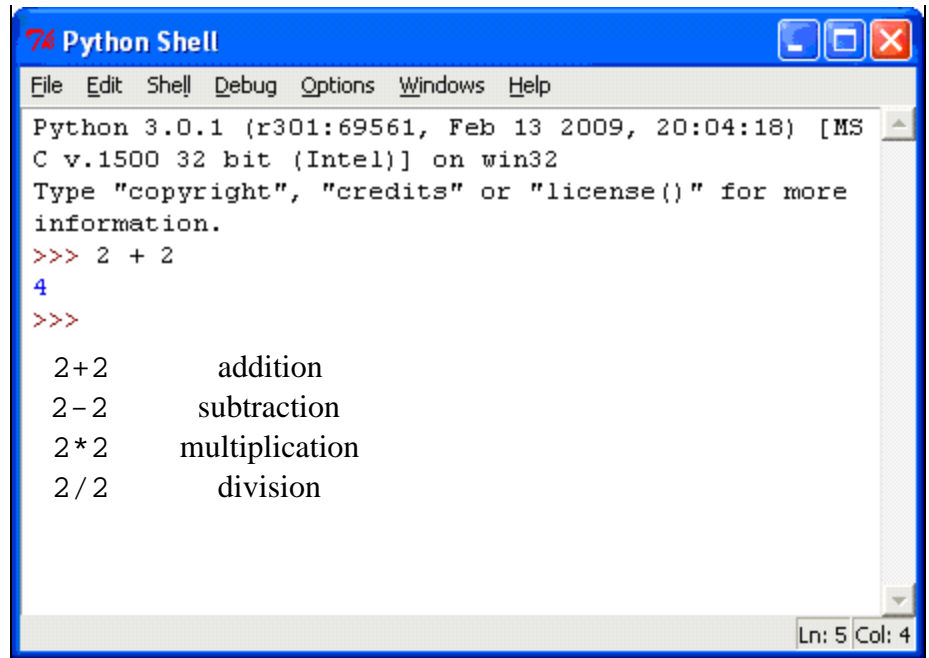 Python Shell
File Edit Shell Debug Options Windows Help
Python 3.0.1 (r301:69561, Feb 13 2009, 20:04:18) [MS
C v.1500 32 bit (Intel)] on win32
Type "copyright", "credits" or "license()" for more
information.
>>> 2 + 2
4
>>>
2+2 addition
2-2 subtraction
2*2 multiplication
2/2 division
Ln: 5 Col: 4